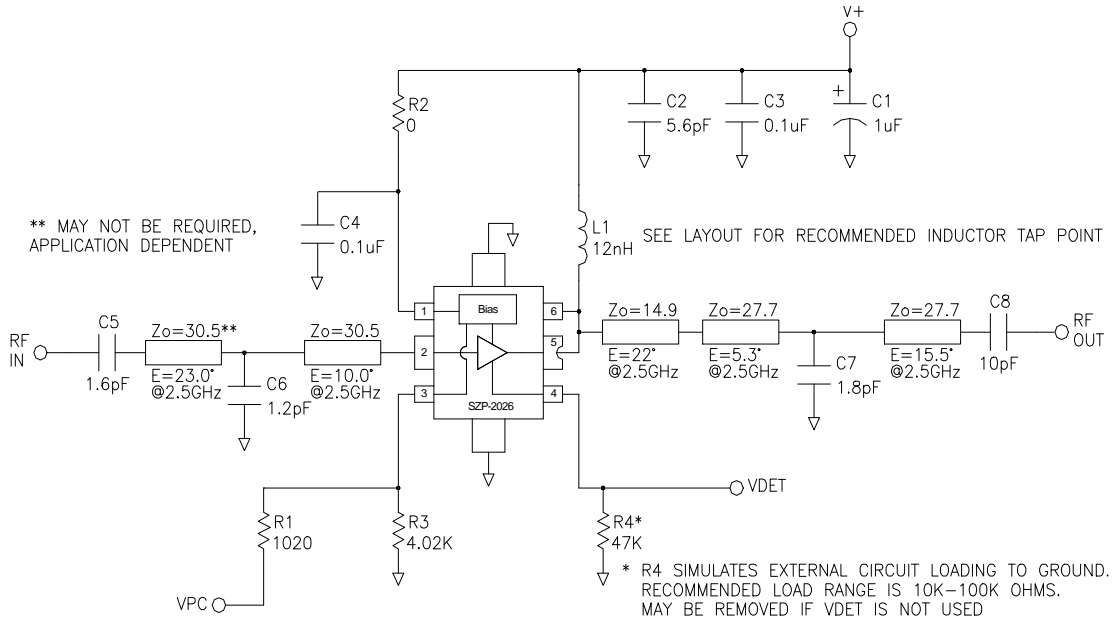 V+
R2
0
C2
5.6pF
C3
0.1uF
+
C1
1uF
** MAY NOT BE REQUIRED,
APPLICATION DEPENDENT
C4
0.1uF
L1
12nH
SEE LAYOUT FOR RECOMMENDED INDUCTOR TAP POINT
RF
IN
C5
1.6pF
Zo=30.5**
E=23.0°
@2.5GHz
C6
1.2pF
Zo=30.5
E=10.0°
@2.5GHz
1
2
3
Bias
SZP-2026
6
5
4
Zo=14.9
E=22°
@2.5GHz
Zo=27.7
E=5.3°
@2.5GHz
C7
1.8pF
Zo=27.7
E=15.5°
@2.5GHz
C8
10pF
RF
OUT
R1
1020
R3
4.02K
VPC
VDET
R4*
47K
* R4 SIMULATES EXTERNAL CIRCUIT LOADING TO GROUND.
RECOMMENDED LOAD RANGE IS 10K-100K OHMS.
MAY BE REMOVED IF VDET IS NOT USED